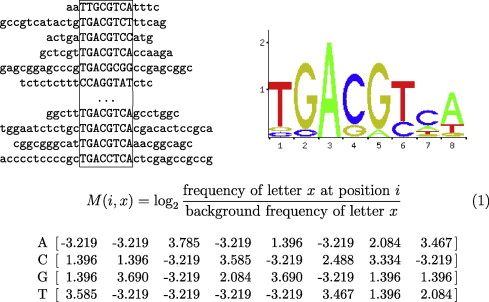 aaTTGCGTCAtttc
gccgtcatactgTGACGTCTttcag
actgaTGATGTCCatg
gctcgtTGACGTCAccaaga
gagcggagcccgTGACGCGGccgagcggc
tctctctttCCAGGTATctc
...
ggcttTGACGTCAgcctggc
tggaatctctgcTGACGTCAgcacactccgca
cggcgggcatTGACGTCAaacggcagc
acccctccccgcTGACCTCActcgagccgccg
2
1
TGACGTCA
1 2 3 4 5 6 7 8
M(i, x) = log₂ frequency of letter x at position i / background frequency of letter x (1)
A [-3.219 -3.219 3.785 -3.219 1.396 -3.219 2.084 3.467]
C [ 1.396 1.396 -3.219 3.585 -3.219 2.488 3.334 -3.219]
G [ 1.396 3.690 -3.219 2.084 3.690 -3.219 1.396 1.396]
T [ 3.585 -3.219 -3.219 -3.219 -3.219 3.467 1.396 2.084]